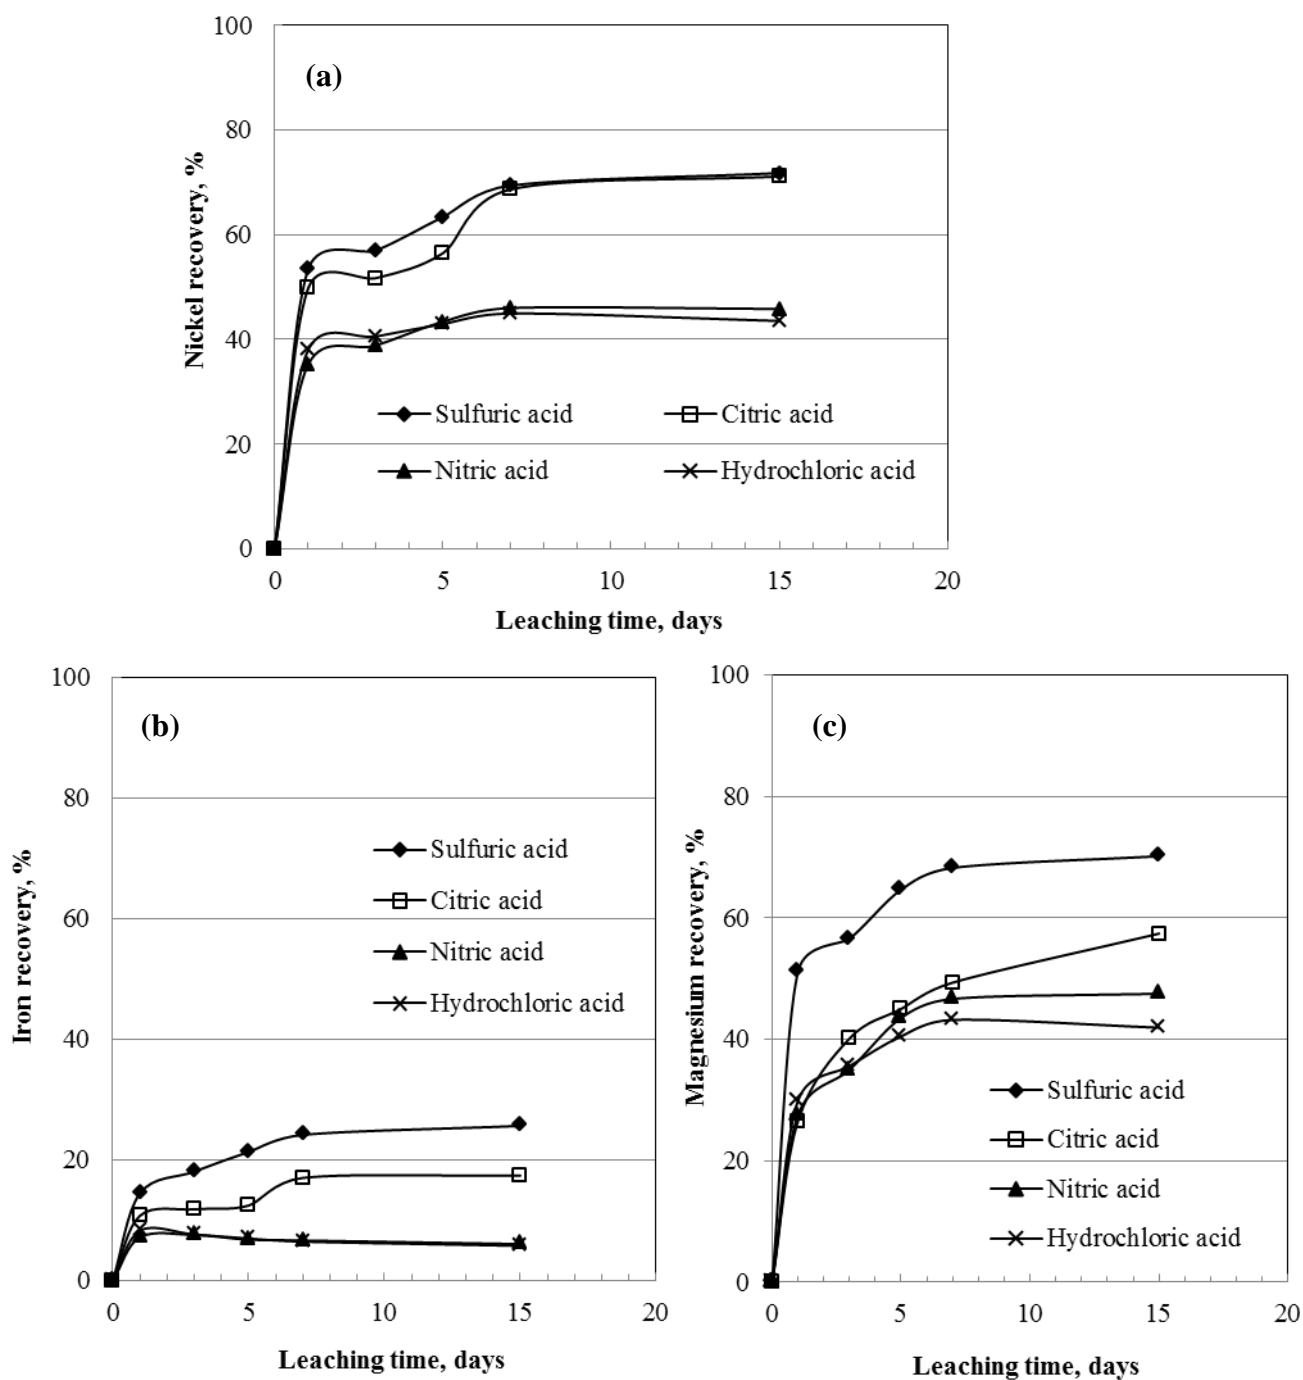 100
(a)
80
60
40
20
0
Nickel recovery, %
Sulfuric acid
Citric acid
Nitric acid
Hydrochloric acid
0 5 10 15 20
Leaching time, days
100
(b)
80
60
40
20
0
Iron recovery, %
Sulfuric acid
Citric acid
Nitric acid
Hydrochloric acid
0 5 10 15 20
Leaching time, days
100
(c)
80
60
40
20
0
Magnesium recovery, %
Sulfuric acid
Citric acid
Nitric acid
Hydrochloric acid
0 5 10 15 20
Leaching time, days